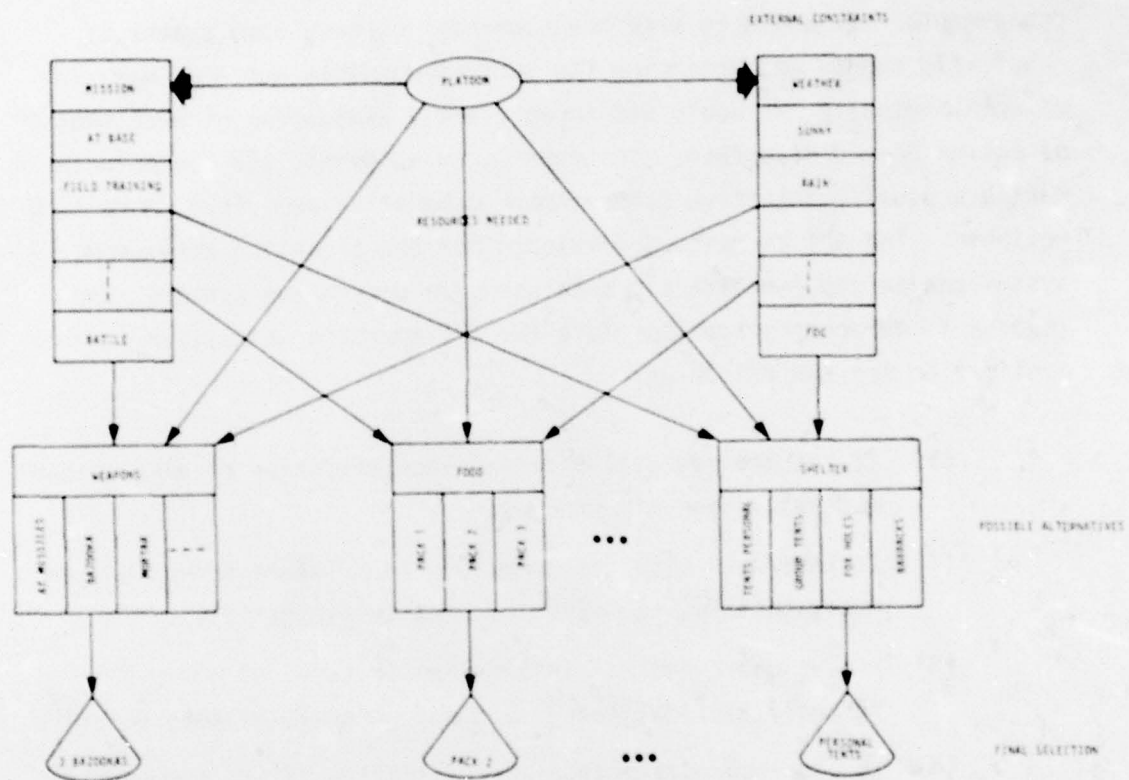 EXTERNAL CONSTRAINTS
MISSION
PLATOON
WEATHER
AT BASE
SUNNY
FIELD TRAINING
RAIN
RESOURCES NEEDED
BATTLE
FOG
WEAPONS
FOOD
SHELTER
AT MISSILES
BAZOOKA
MORTAR
PACK 1
PACK 2
PACK 3
•••
TENTS PERSONAL
GROUP TENTS
FOX HOLES
BARRACKS
POSSIBLE ALTERNATIVES
3 BAZOOKAS
PACK 2
•••
PERSONAL
TENTS
FINAL SELECTION